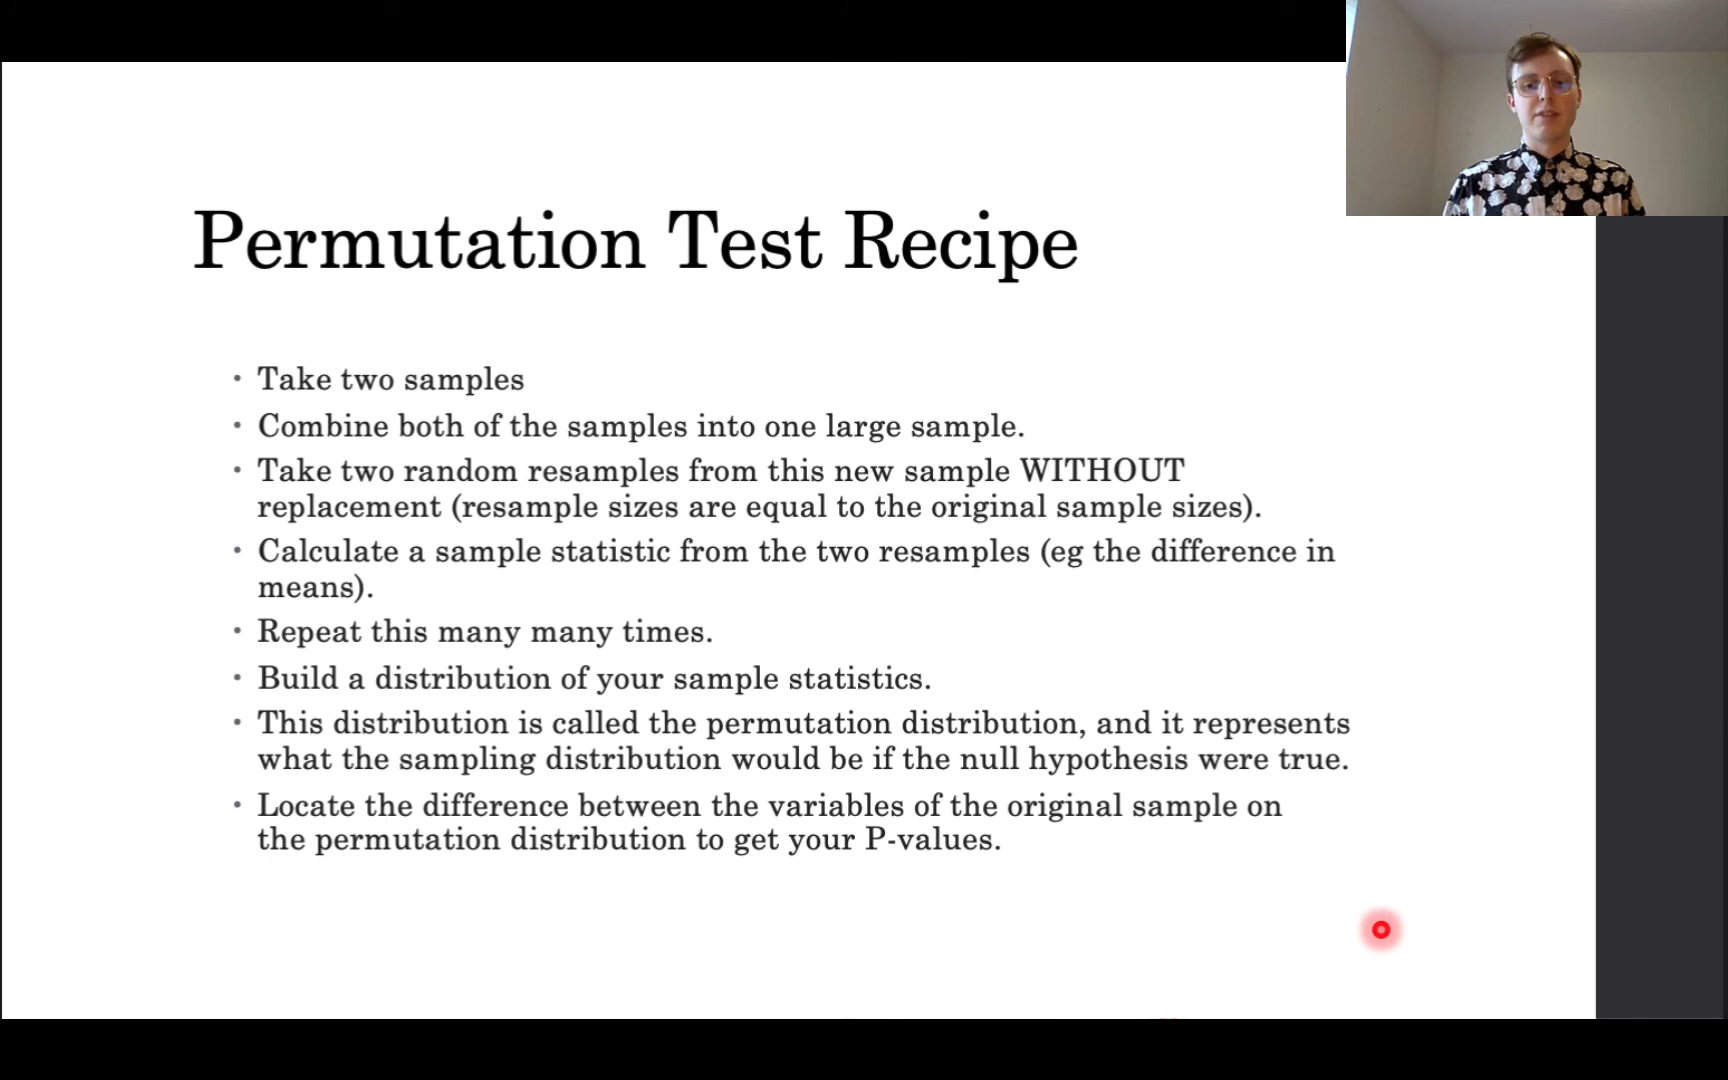 Permutation Test Recipe
• Take two samples
• Combine both of the samples into one large sample.
• Take two random resamples from this new sample WITHOUT
replacement (resample sizes are equal to the original sample sizes).
• Calculate a sample statistic from the two resamples (eg the difference in
means).
• Repeat this many many times.
• Build a distribution of your sample statistics.
• This distribution is called the permutation distribution, and it represents
what the sampling distribution would be if the null hypothesis were true.
• Locate the difference between the variables of the original sample on
the permutation distribution to get your P-values.